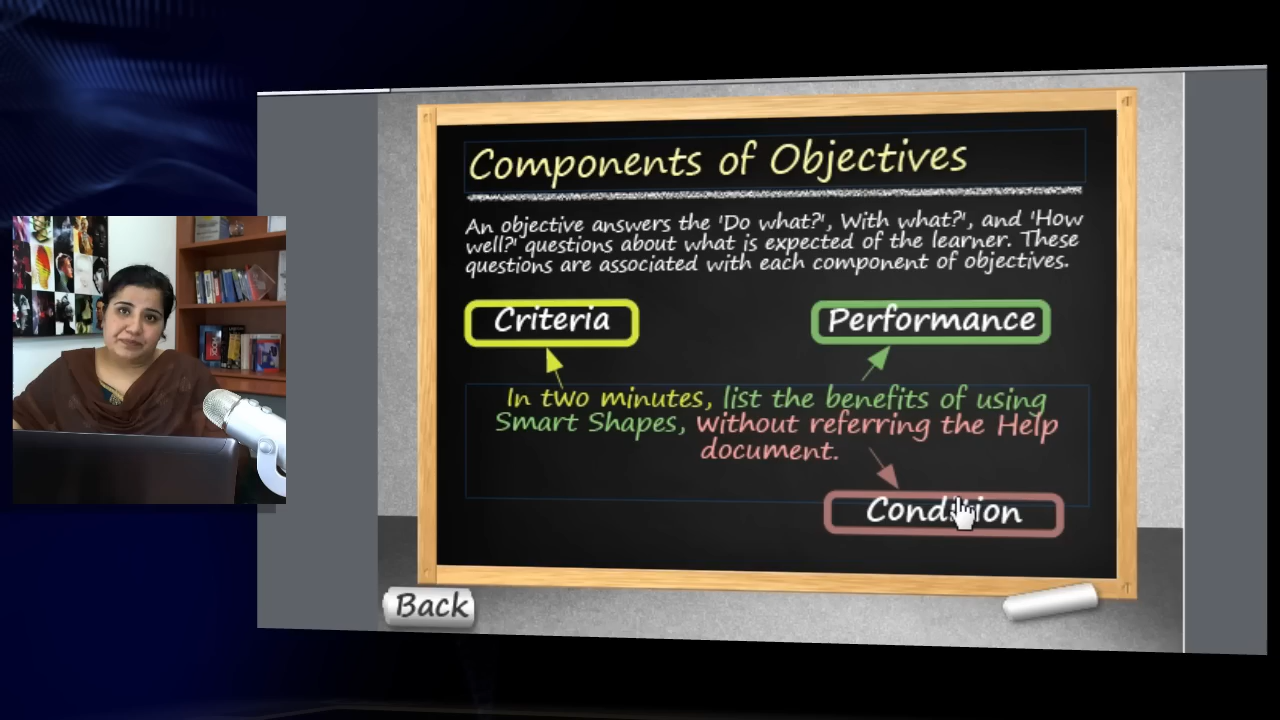 Components of Objectives
An objective answers the 'Do what?', With what?', and 'How
well?' questions about what is expected of the learner. These
questions are associated with each component of objectives.
Criteria
Performance
In two minutes, list the benefits of using
Smart Shapes, without referring the Help
document.
Condition
Back